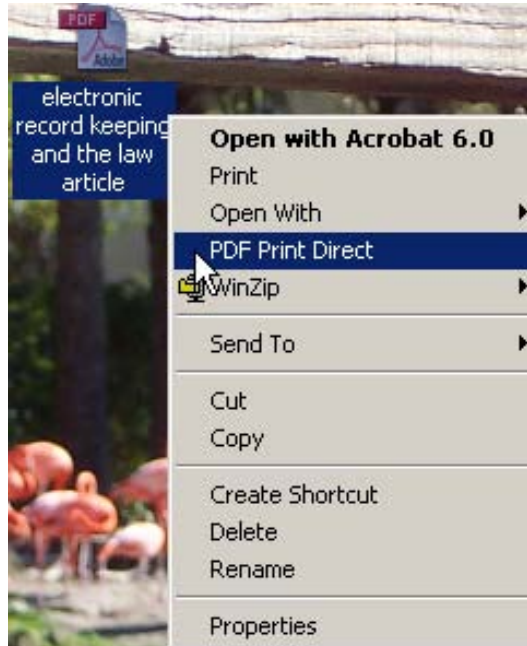 PDF
Adobe
electronic
record keeping
and the law
article
Open with Acrobat 6.0
Print
Open With
PDF Print Direct
WinZip
Send To
Cut
Copy
Create Shortcut
Delete
Rename
Properties